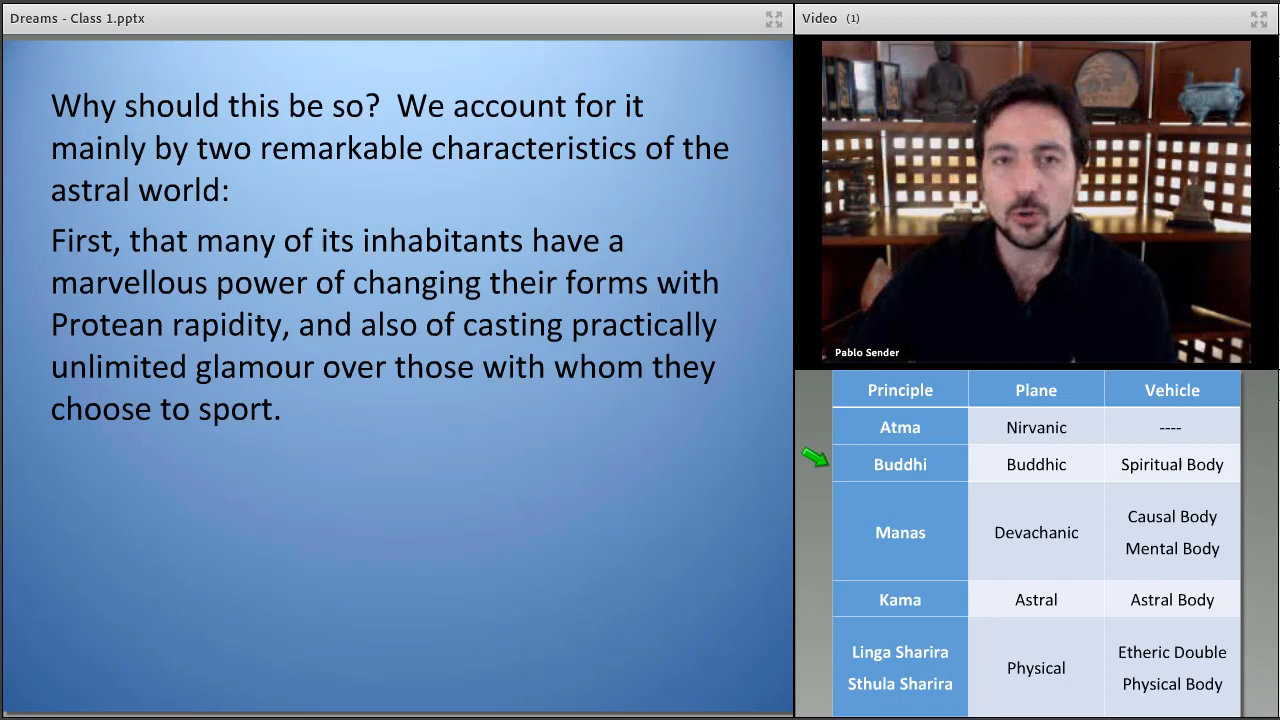 Dreams - Class 1.pptx
Why should this be so? We account for it
mainly by two remarkable characteristics of the
astral world:
First, that many of its inhabitants have a
marvellous power of changing their forms with
Protean rapidity, and also of casting practically
unlimited glamour over those with whom they
choose to sport.
Video (1)
Pablo Sender
Principle Plane Vehicle
Atma Nirvanic ----
Buddhi Buddhic Spiritual Body
Manas Devachanic Causal Body
Mental Body
Kama Astral Astral Body
Linga Sharira Physical Etheric Double
Sthula Sharira Physical Body